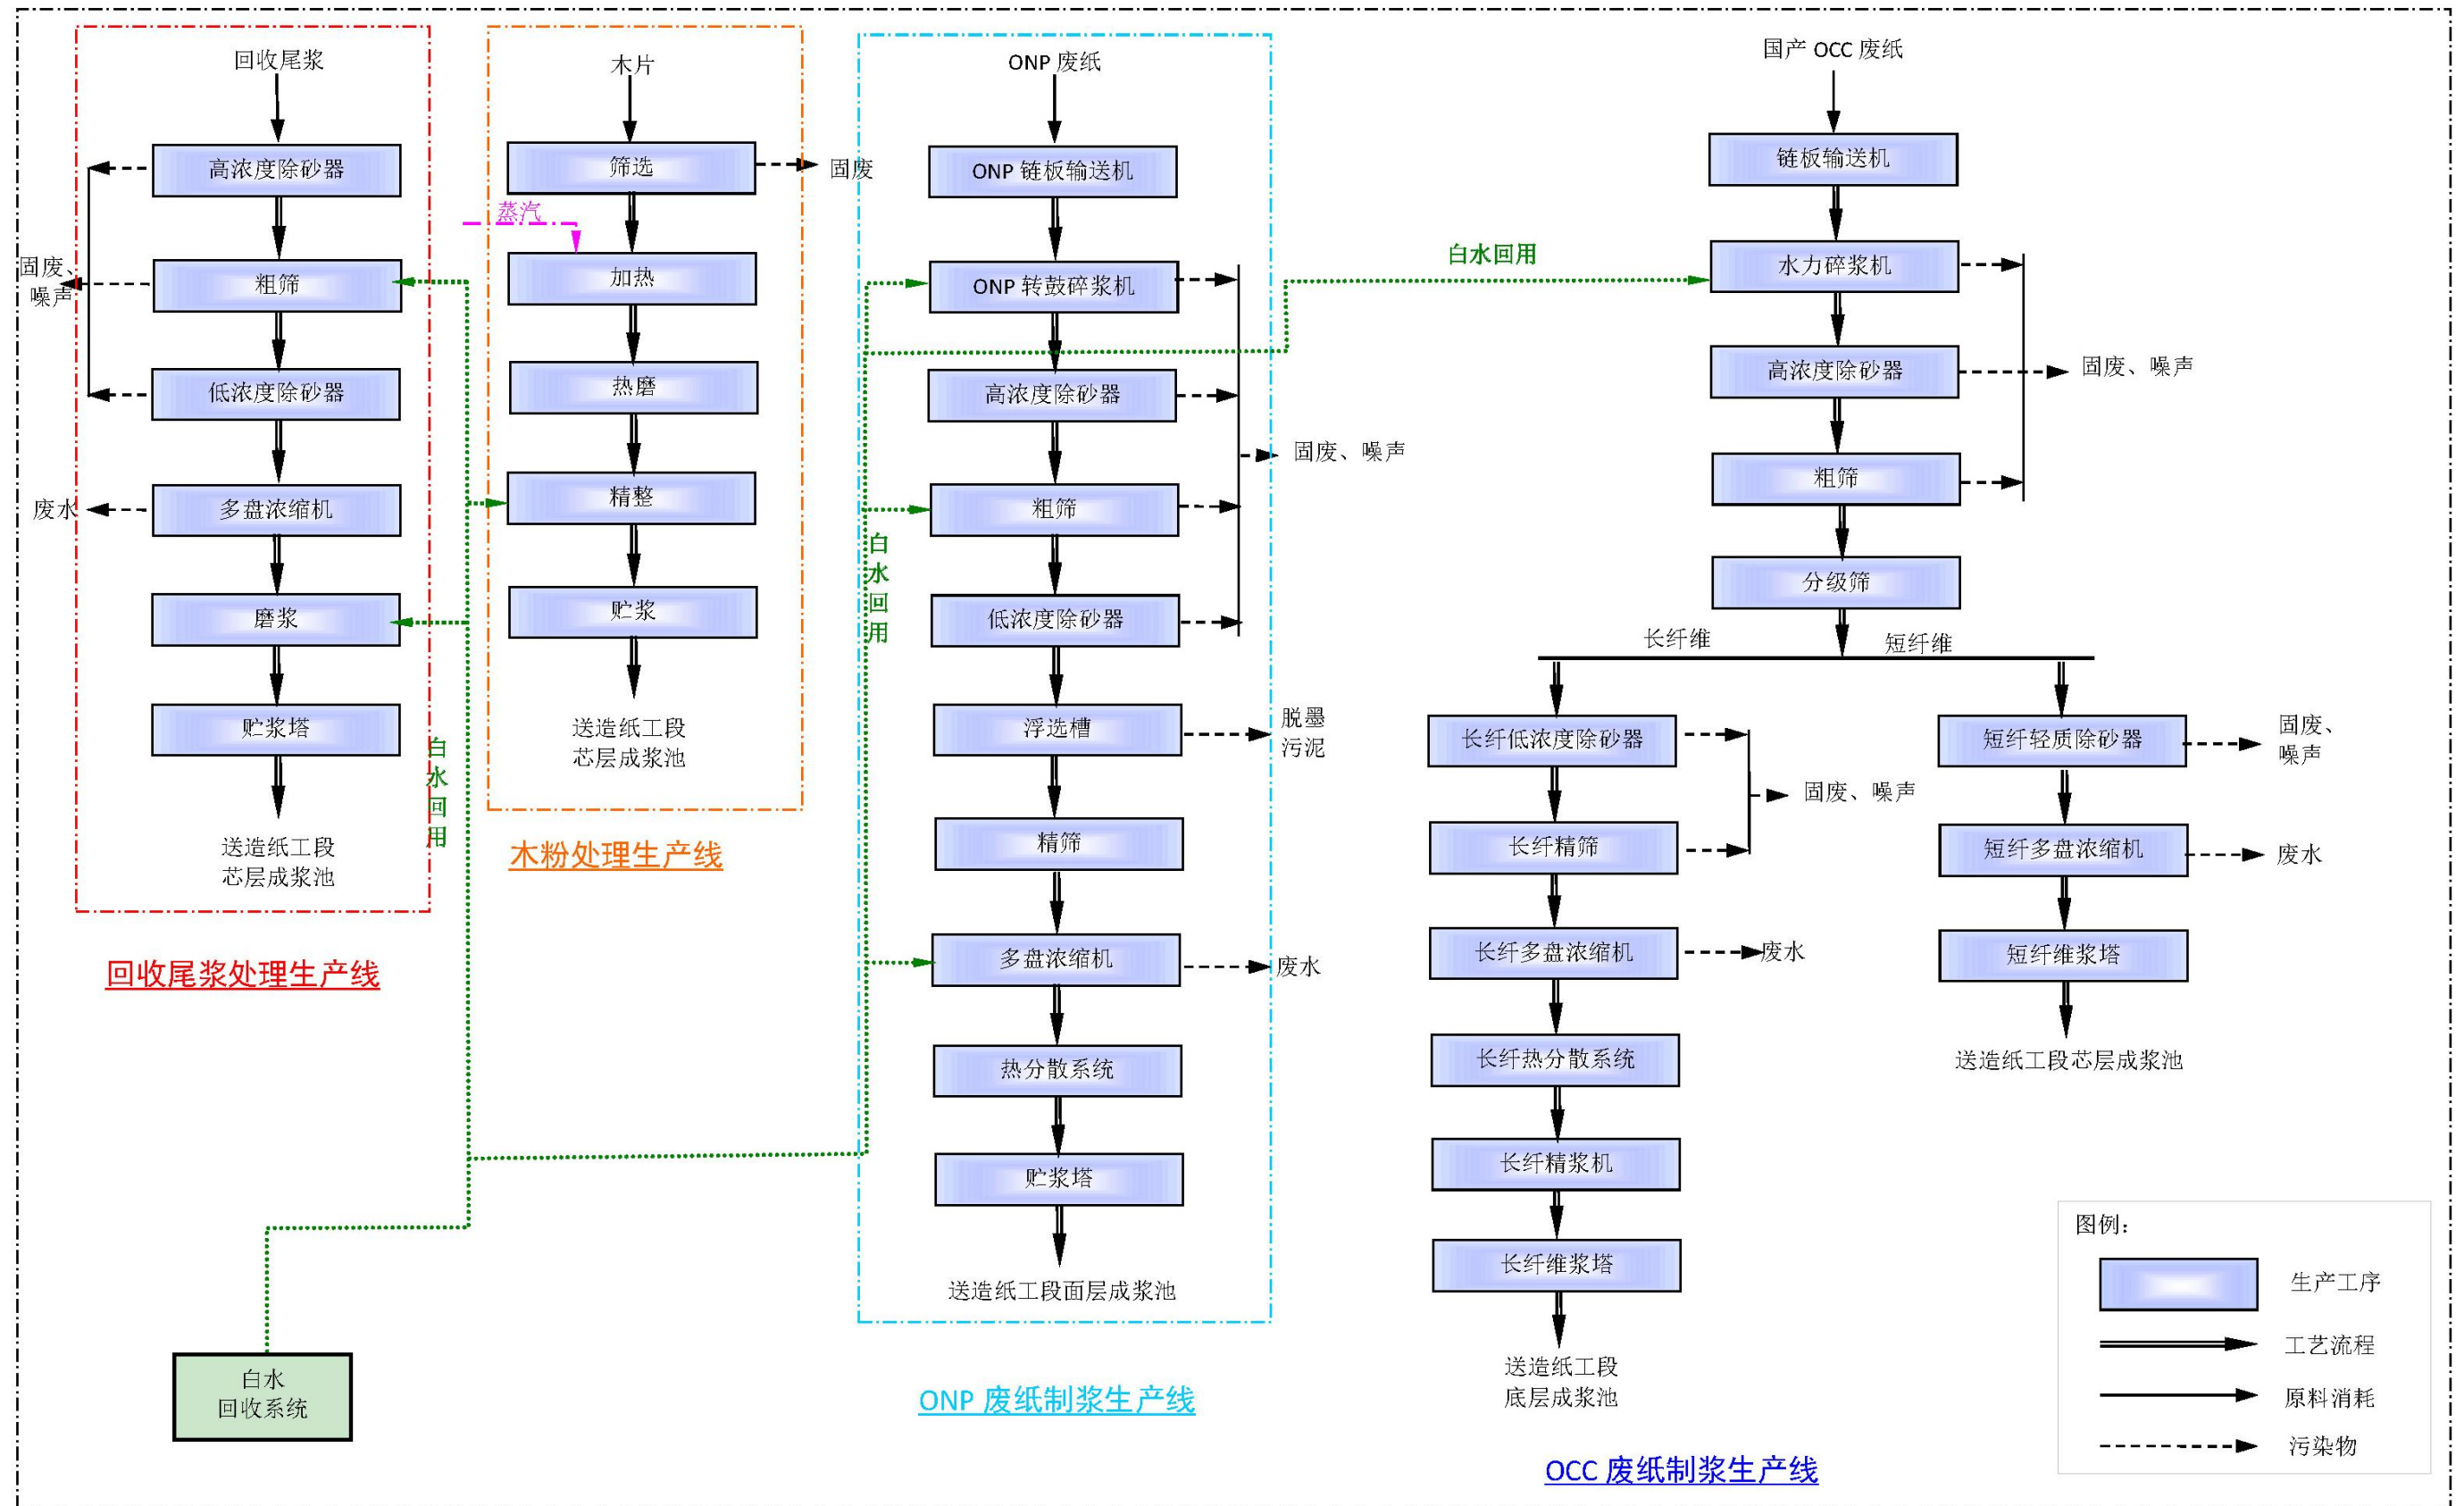 回收尾浆
高浓度除砂器
粗筛
固废、
噪声
低浓度除砂器
多盘浓缩机
废水
磨浆
贮浆塔
送造纸工段
芯层成浆池
回收尾浆处理生产线
白水回用
白水
回收系统
木片
筛选
固废
蒸汽
加热
热磨
精整
贮浆
送造纸工段
芯层成浆池
木粉处理生产线
ONP 废纸
ONP 链板输送机
ONP 转鼓碎浆机
高浓度除砂器
固废、噪声
粗筛
白水回用
低浓度除砂器
浮选槽
脱墨
污泥
精筛
多盘浓缩机
废水
热分散系统
贮浆塔
送造纸工段面层成浆池
ONP 废纸制浆生产线
国产 OCC 废纸
链板输送机
白水回用
水力碎浆机
高浓度除砂器
固废、噪声
粗筛
分级筛
长纤维
短纤维
长纤低浓度除砂器
固废、噪声
长纤精筛
长纤多盘浓缩机
废水
长纤热分散系统
长纤精浆机
长纤维浆塔
送造纸工段
底层成浆池
短纤轻质除砂器
固废、
噪声
短纤多盘浓缩机
废水
短纤维浆塔
送造纸工段芯层成浆池
OCC 废纸制浆生产线
图例：
生产工序
工艺流程
原料消耗
污染物